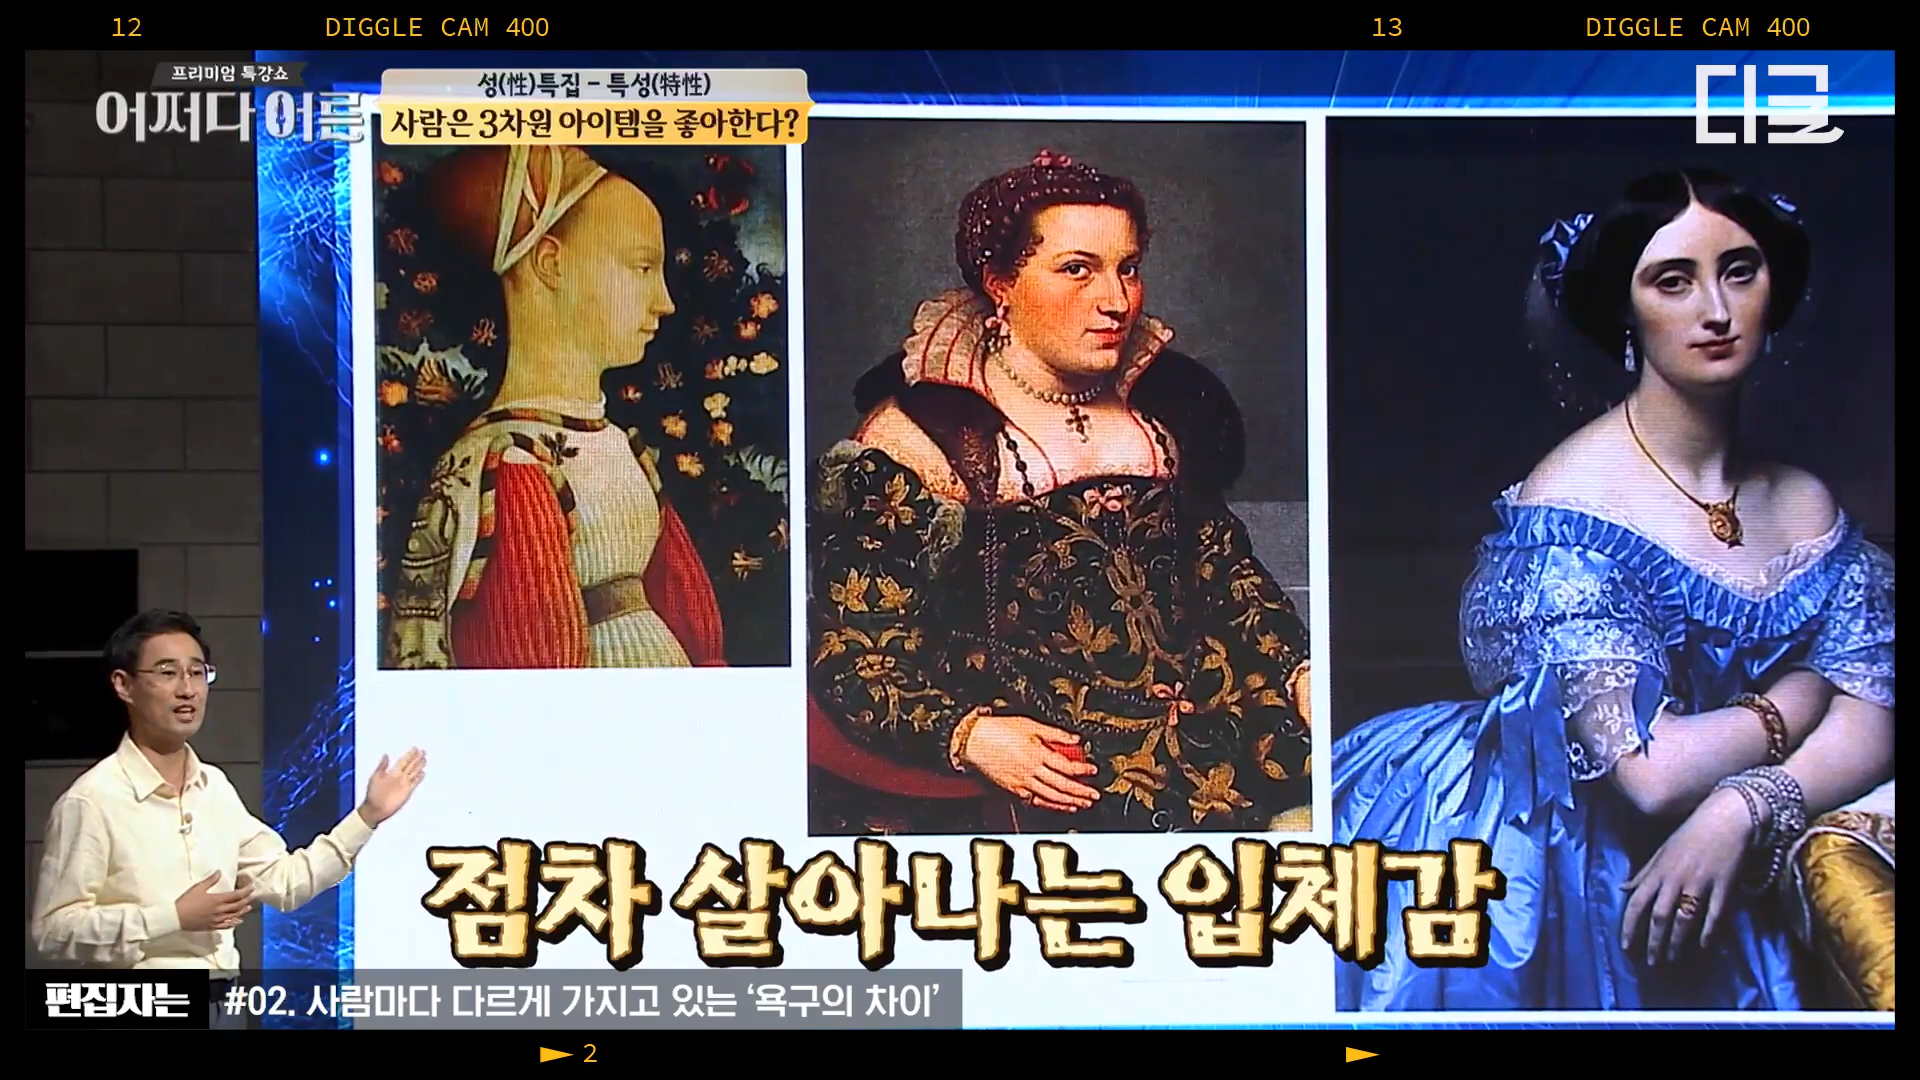 12
DIGGLE CAM 400
13
DIGGLE CAM 400
프리미엄 특강쇼
어쩌다 어른
성(性)특집 - 특성(特性)
사람은 3차원 아이템을 좋아한다?
디글
점차 살아나는 입체감
편집자는
#02. 사람마다 다르게 가지고 있는 ‘욕구의 차이’
2